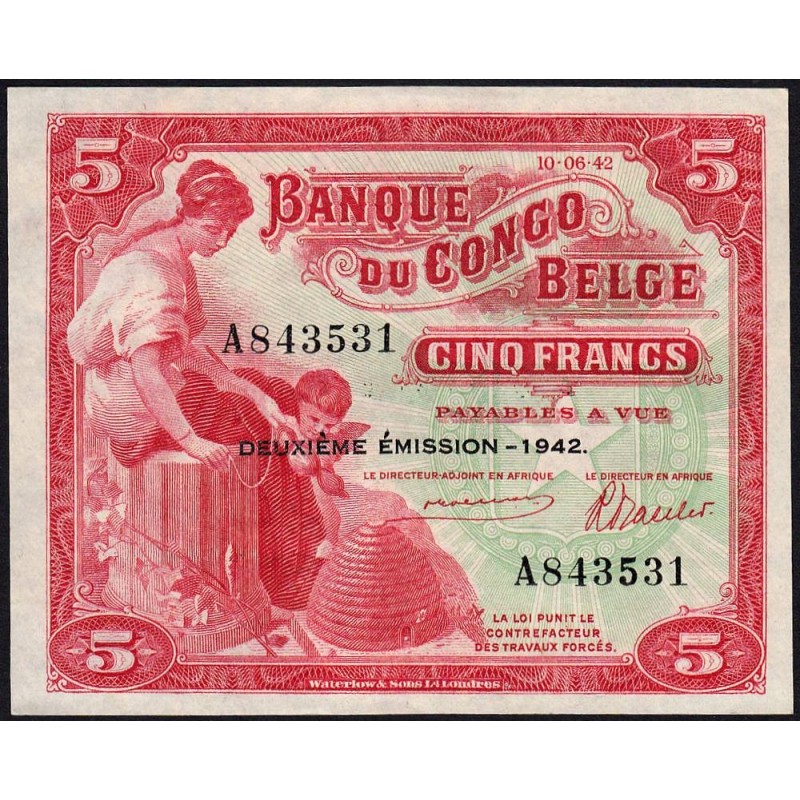 5
5
10·06·42
BANQUE
DU CONGO
BELGE
A843531
CINQ FRANCS
PAYABLES A VUE
DEUXIÈME ÉMISSION – 1942.
LE DIRECTEUR-ADJOINT EN AFRIQUE LE DIRECTEUR EN AFRIQUE
A843531
LA LOI PUNIT LE
CONTREFACTEUR
DES TRAVAUX FORCÉS.
5
5
Waterlow & Sons Ld Londres